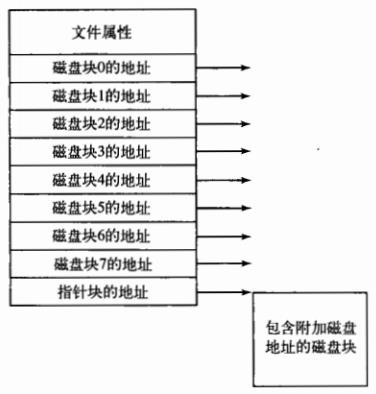 文件属性
磁盘块0的地址
磁盘块1的地址
磁盘块2的地址
磁盘块3的地址
磁盘块4的地址
磁盘块5的地址
磁盘块6的地址
磁盘块7的地址
指针块的地址
包含附加磁盘
地址的磁盘块